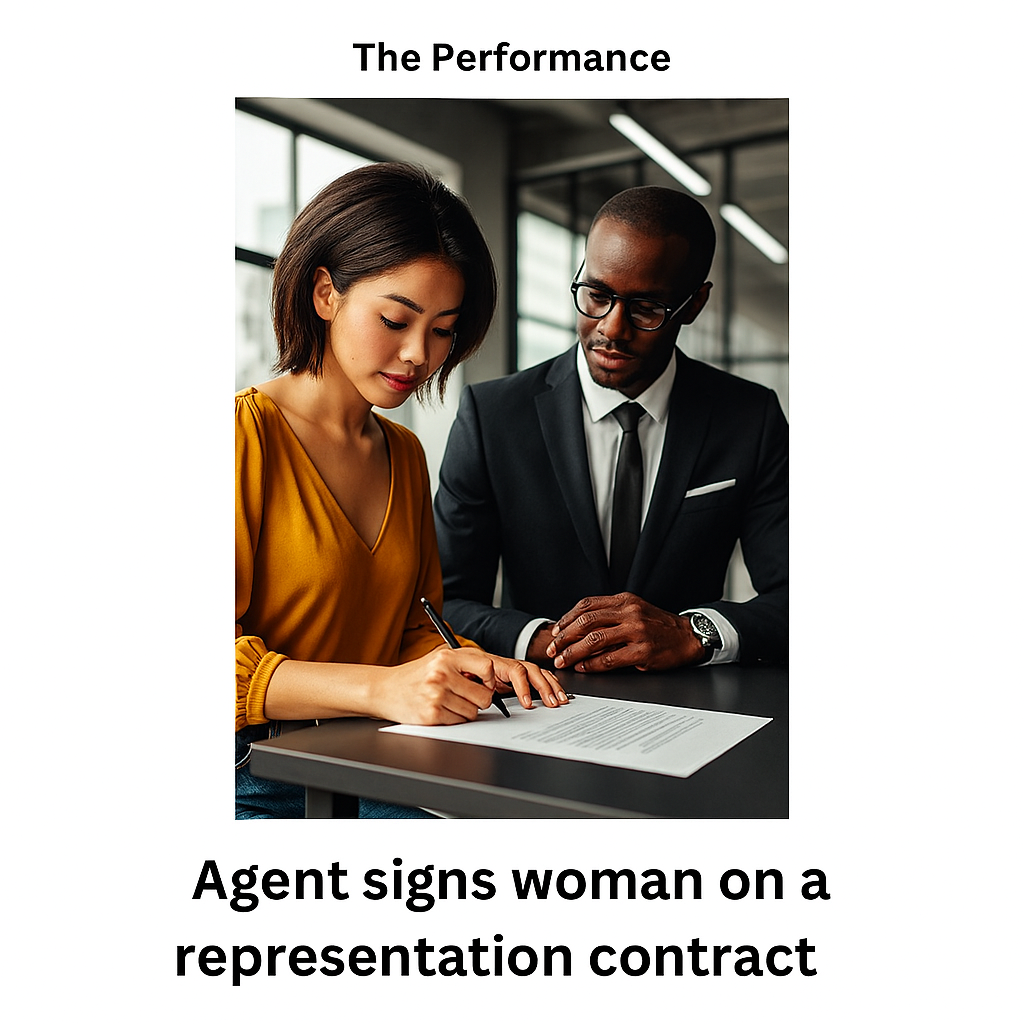 The Performance
Agent signs woman on a
representation contract